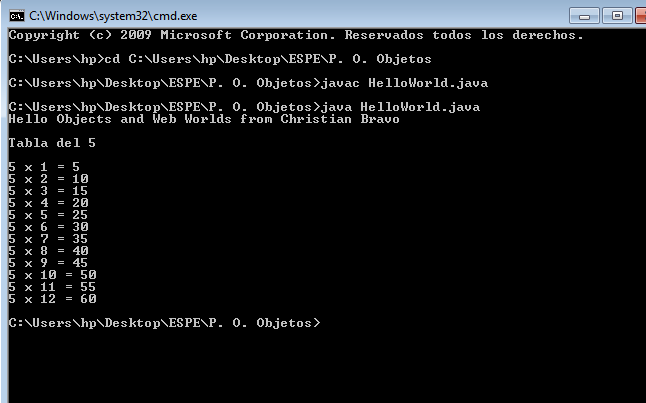 C:\Windows\system32\cmd.exe
Copyright (c) 2009 Microsoft Corporation. Reservados todos los derechos.
C:\Users\hp>cd C:\Users\hp\Desktop\ESPE\P. O. Objetos
C:\Users\hp\Desktop\ESPE\P. O. Objetos>javac HelloWorld.java
C:\Users\hp\Desktop\ESPE\P. O. Objetos>java HelloWorld.java
Hello Objects and Web Worlds from Christian Bravo
Tabla del 5
5 x 1 = 5
5 x 2 = 10
5 x 3 = 15
5 x 4 = 20
5 x 5 = 25
5 x 6 = 30
5 x 7 = 35
5 x 8 = 40
5 x 9 = 45
5 x 10 = 50
5 x 11 = 55
5 x 12 = 60
C:\Users\hp\Desktop\ESPE\P. O. Objetos>